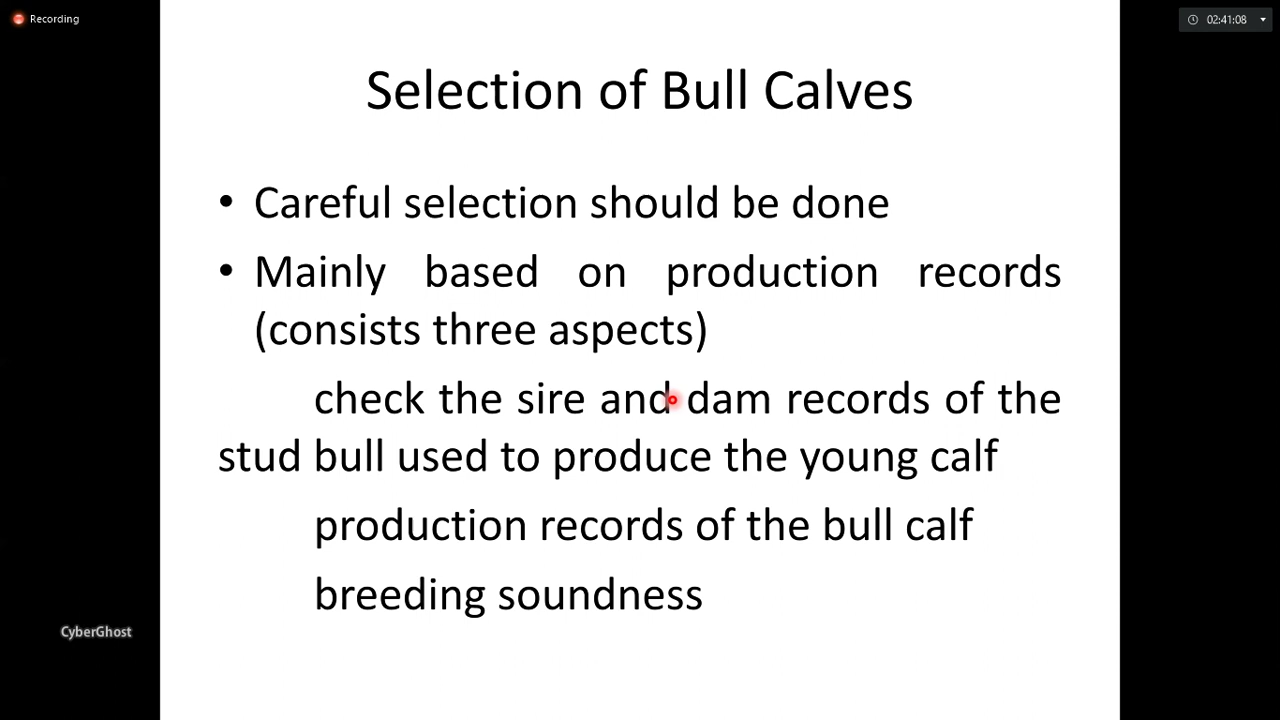 Recording
02:41:08
Selection of Bull Calves
• Careful selection should be done
• Mainly based on production records
(consists three aspects)
check the sire and dam records of the
stud bull used to produce the young calf
production records of the bull calf
breeding soundness
CyberGhost